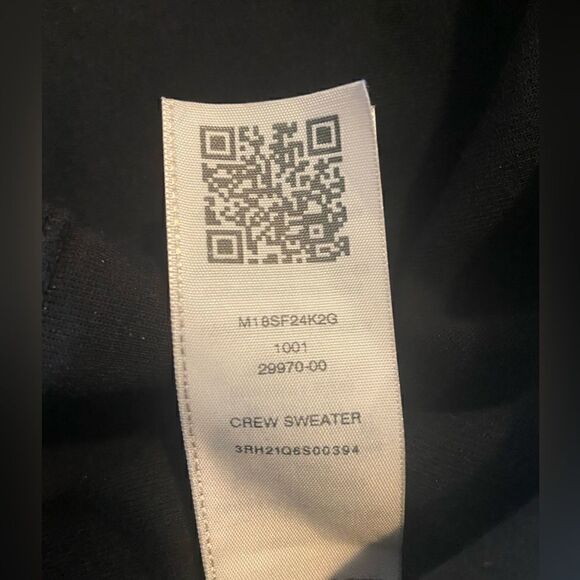 M18SF24K2G
1001
29970-00
CREW SWEATER
3RH21Q6S00394